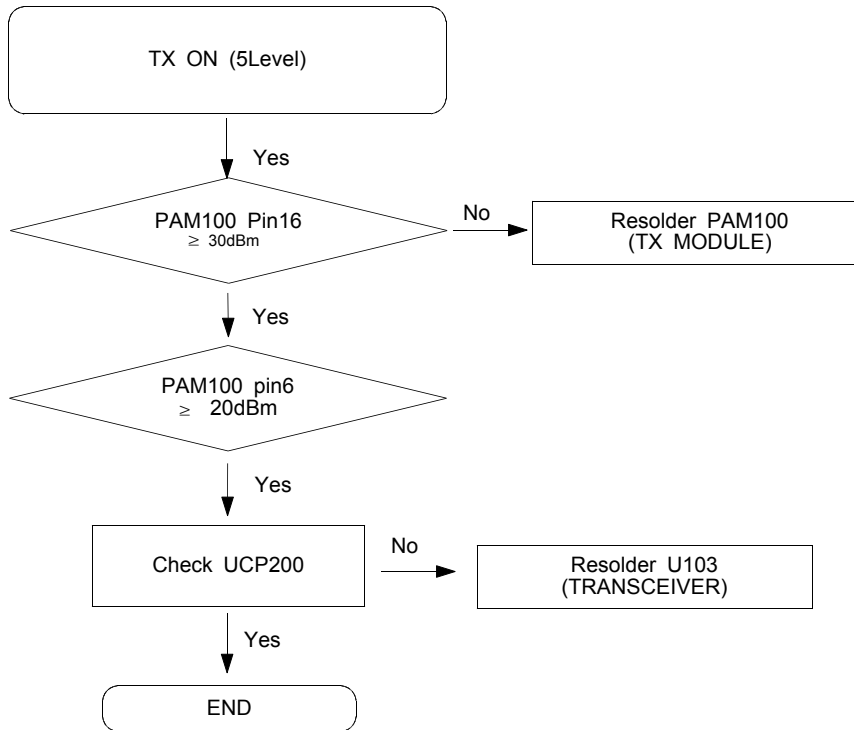 TX ON (5Level)
Yes
PAM100 Pin16
≥ 30dBm
No
Resolder PAM100
(TX MODULE)
Yes
PAM100 pin6
≥ 20dBm
Yes
Check UCP200
No
Resolder U103
(TRANSCEIVER)
Yes
END